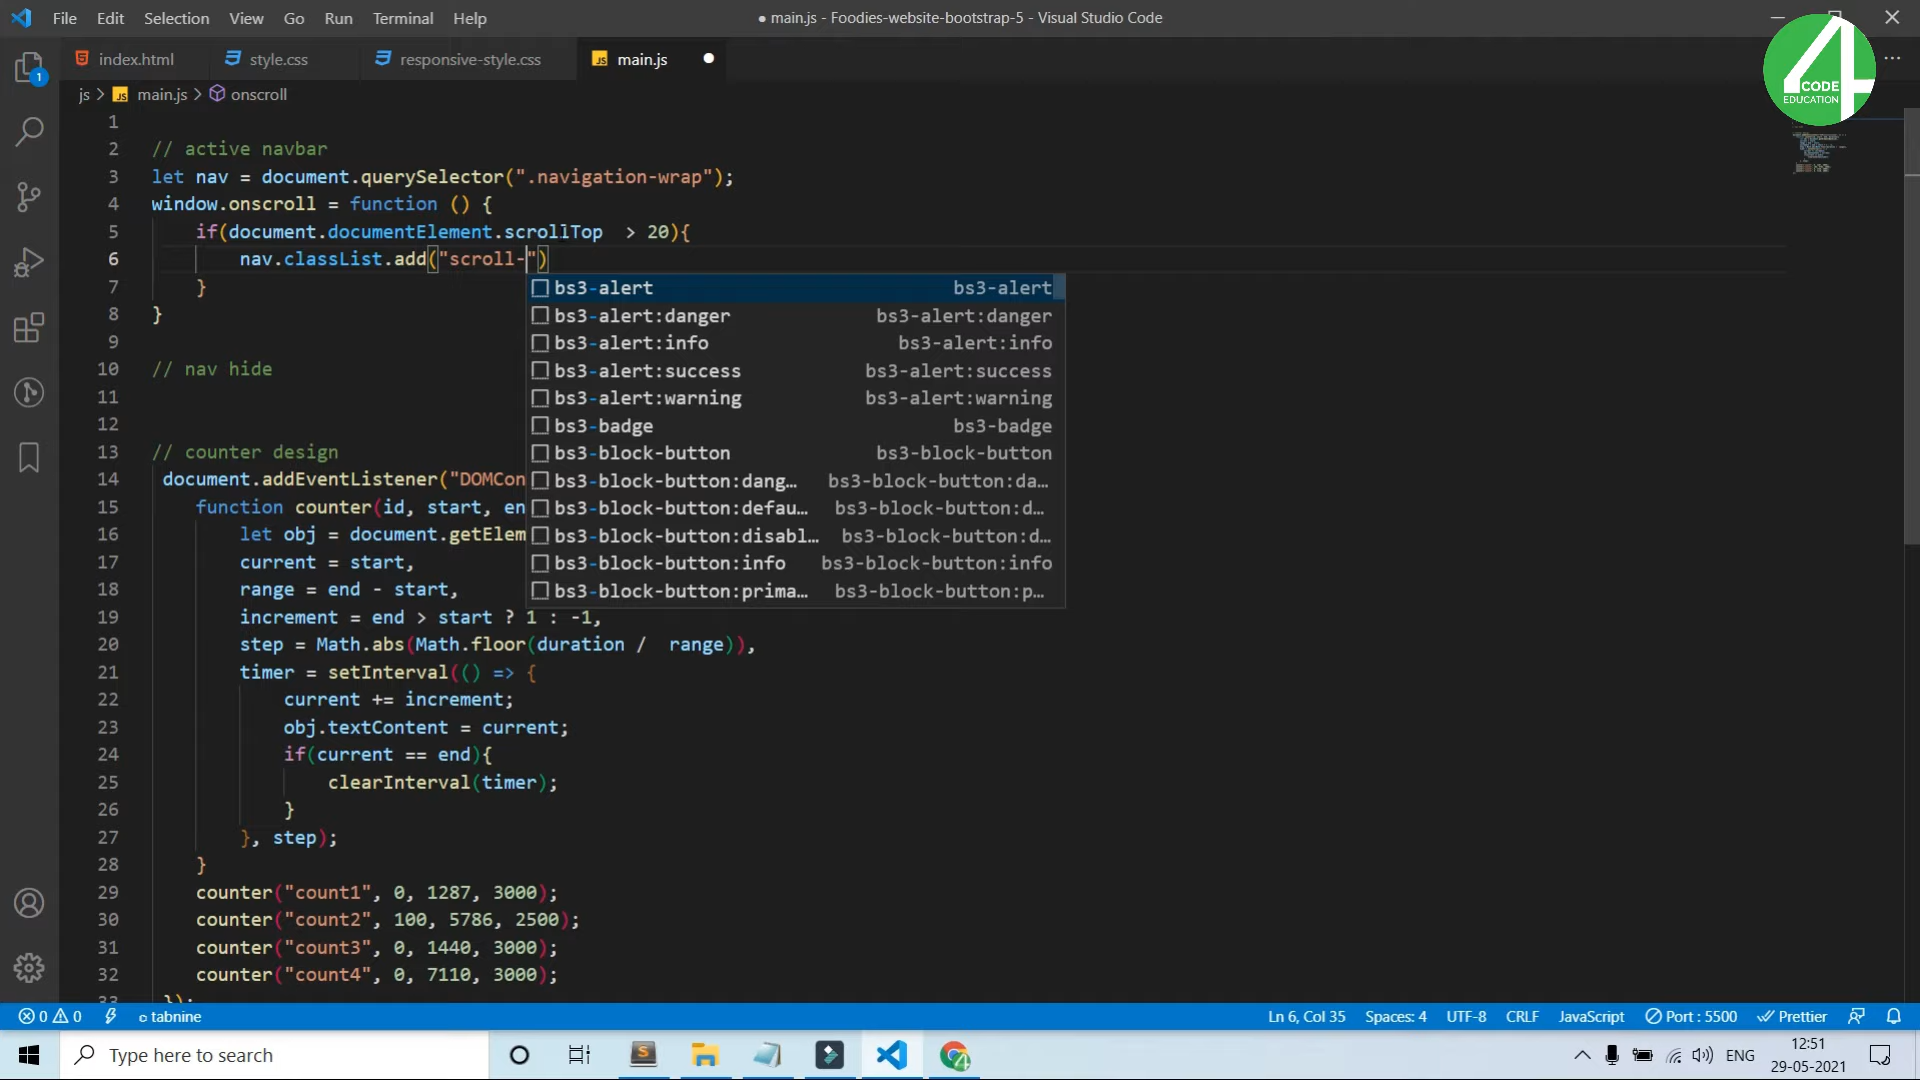 File Edit Selection View Go Run Terminal Help
● main.js - Foodies-website-bootstrap-5 - Visual Studio Code
4
CODE
EDUCATION
index.html style.css responsive-style.css JS main.js
1
js > JS main.js > onscroll
1
2 // active navbar
3 let nav = document.querySelector(".navigation-wrap");
4 window.onscroll = function () {
5 if(document.documentElement.scrollTop  > 20){
6 nav.classList.add("scroll-")
7 }
8 }
9
10 // nav hide
11
12
13 // counter design
14 document.addEventListener("DOMCon
15 function counter(id, start, en
16 let obj = document.getElem
17 current = start,
18 range = end - start,
19 increment = end > start ? 1 : -1,
20 step = Math.abs(Math.floor(duration /  range)),
21 timer = setInterval(() => {
22 current += increment;
23 obj.textContent = current;
24 if(current == end){
25 clearInterval(timer);
26 }
27 }, step);
28 }
29 counter("count1", 0, 1287, 3000);
30 counter("count2", 100, 5786, 2500);
31 counter("count3", 0, 1440, 3000);
32 counter("count4", 0, 7110, 3000);
33 });
bs3-alert bs3-alert
bs3-alert:danger bs3-alert:danger
bs3-alert:info bs3-alert:info
bs3-alert:success bs3-alert:success
bs3-alert:warning bs3-alert:warning
bs3-badge bs3-badge
bs3-block-button bs3-block-button
bs3-block-button:dang… bs3-block-button:da…
bs3-block-button:defau… bs3-block-button:d…
bs3-block-button:disabl… bs3-block-button:d…
bs3-block-button:info bs3-block-button:info
bs3-block-button:prima… bs3-block-button:p…
0 0 tabnine
Ln 6, Col 35 Spaces: 4 UTF-8 CRLF JavaScript Port : 5500 Prettier
Type here to search
ENG
12:51
29-05-2021